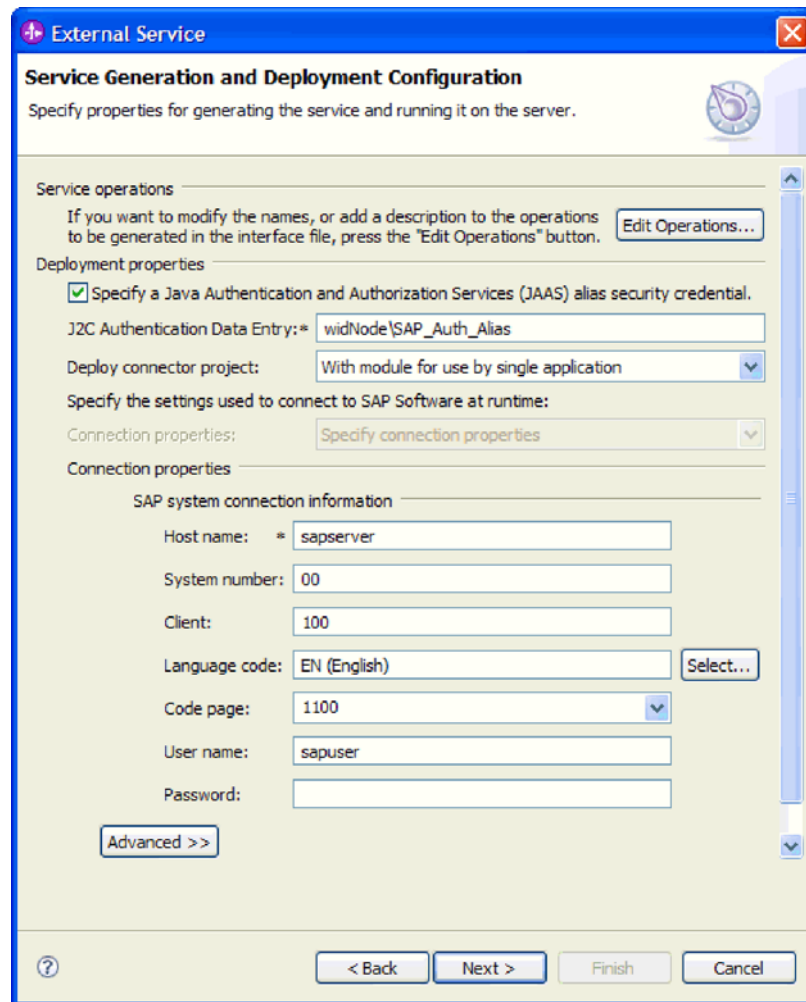 External Service
Service Generation and Deployment Configuration
Specify properties for generating the service and running it on the server.
Service operations
If you want to modify the names, or add a description to the operations
to be generated in the interface file, press the "Edit Operations" button.
Edit Operations...
Deployment properties
Specify a Java Authentication and Authorization Services (JAAS) alias security credential.
J2C Authentication Data Entry:* widNode\SAP_Auth_Alias
Deploy connector project: With module for use by single application
Specify the settings used to connect to SAP Software at runtime:
Connection properties: Specify connection properties
Connection properties
SAP system connection information
Host name: * sapserver
System number: 00
Client: 100
Language code: EN (English) Select...
Code page: 1100
User name: sapuser
Password:
Advanced >>
? < Back Next > Finish Cancel